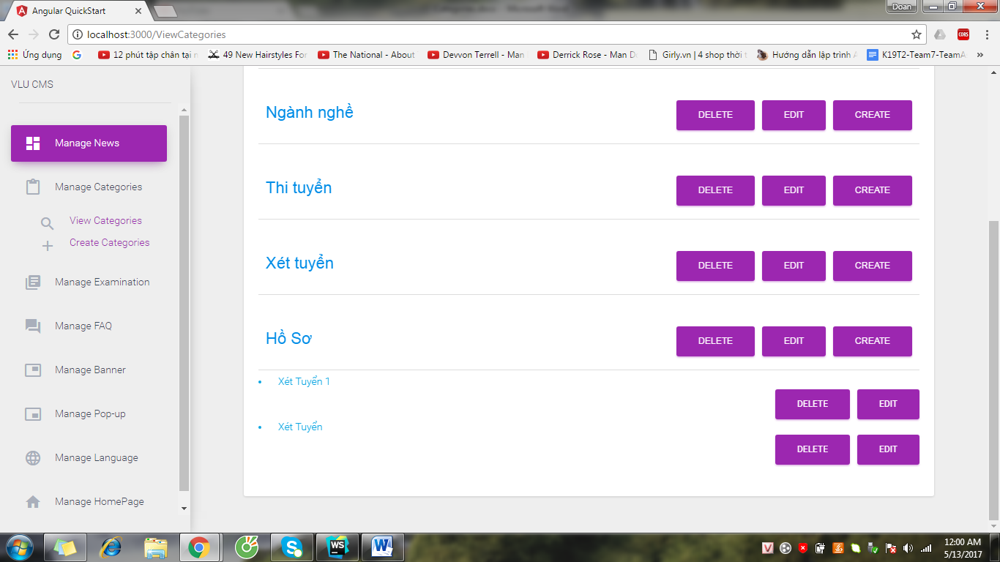 Angular QuickStart
Doan
localhost:3000/ViewCategories
CORS
Ứng dụng
12 phút tập chân tại n
49 New Hairstyles For
The National - About
Devvon Terrell - Man
Derrick Rose - Man Do
Girly.vn | 4 shop thời t
Hướng dẫn lập trình A
K19T2-Team7-TeamA
VLU CMS
Manage News
Manage Categories
View Categories
Create Categories
Manage Examination
Manage FAQ
Manage Banner
Manage Pop-up
Manage Language
Manage HomePage
Ngành nghề
DELETE EDIT CREATE
Thi tuyển
DELETE EDIT CREATE
Xét tuyển
DELETE EDIT CREATE
Hồ Sơ
DELETE EDIT CREATE
Xét Tuyển 1
DELETE EDIT
Xét Tuyển
DELETE EDIT
WS
12:00 AM
5/13/2017